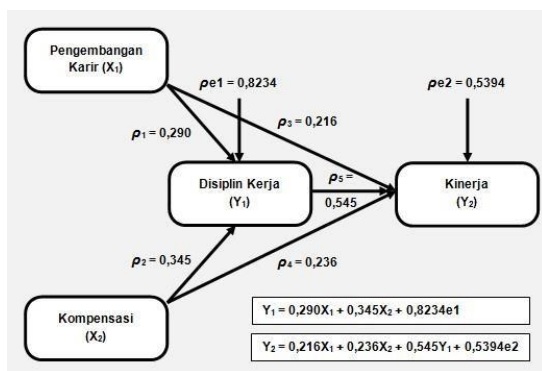 Pengembangan
Karir (X₁)
ρe1 = 0,8234
ρe2 = 0,5394
ρ₃ = 0,216
ρ₁ = 0,290
Disiplin Kerja
(Y₁)
ρ₅ =
0,545
Kinerja
(Y₂)
ρ₂ = 0,345
ρ₄ = 0,236
Kompensasi
(X₂)
Y₁ = 0,290X₁ + 0,345X₂ + 0,8234e1
Y₂ = 0,216X₁ + 0,236X₂ + 0,545Y₁ + 0,5394e2